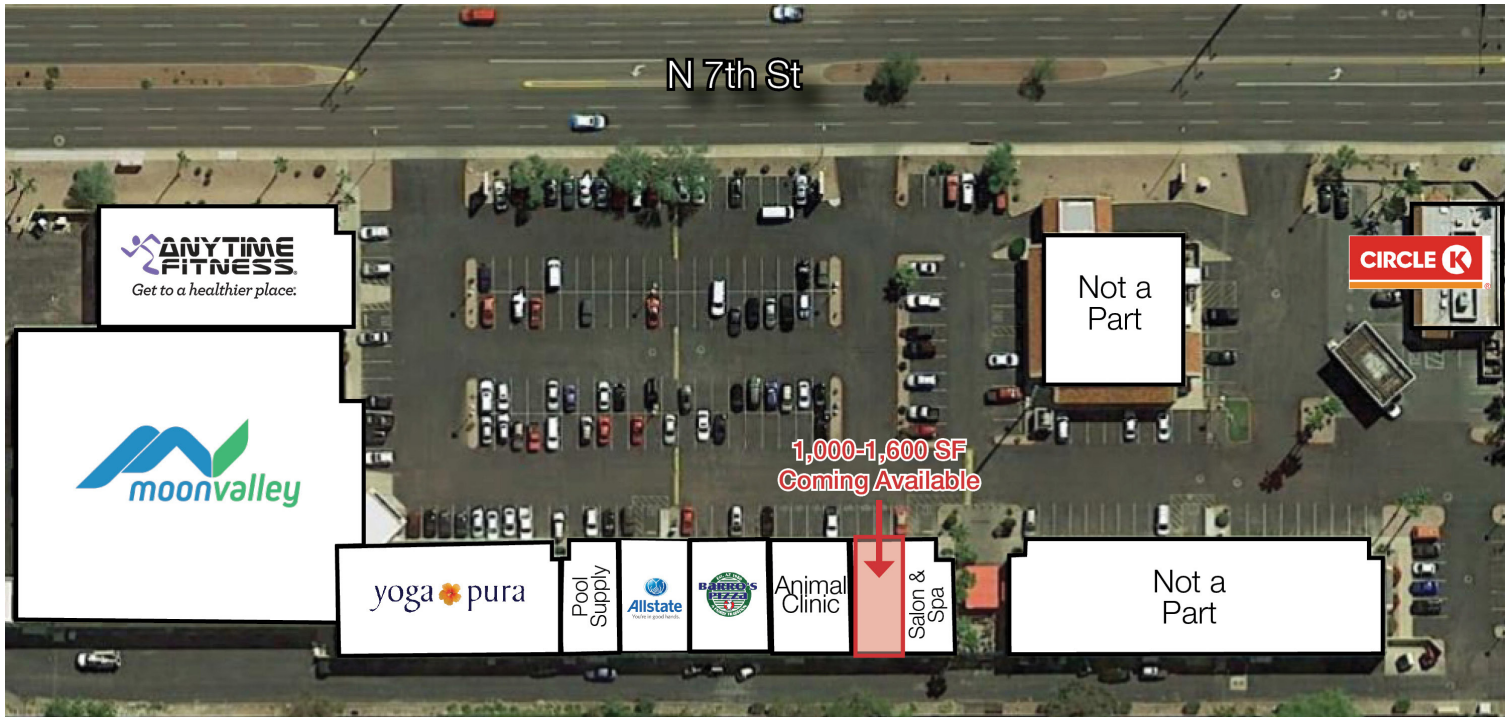 N 7th St
ANYTIME
FITNESS®
Get to a healthier place.®
CIRCLE K
Not a
Part
moonvalley
1,000-1,600 SF
Coming Available
yoga pura
Pool
Supply
Allstate
You're in good hands.
BARRO'S
PIZZA
Animal
Clinic
Salon &
Spa
Not a
Part